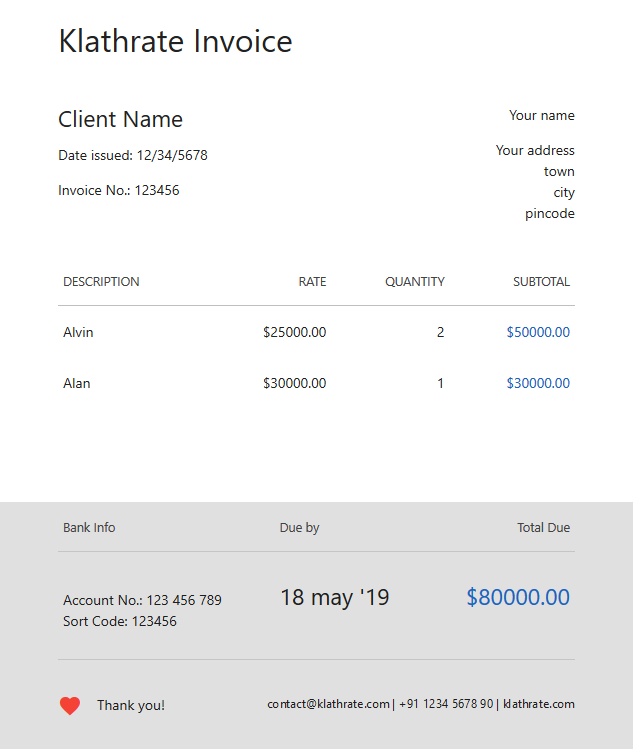 Klathrate Invoice
Client Name
Date issued: 12/34/5678
Invoice No.: 123456
Your name
Your address
town
city
pincode
DESCRIPTION RATE QUANTITY SUBTOTAL
Alvin $25000.00 2 $50000.00
Alan $30000.00 1 $30000.00
Bank Info Due by Total Due
Account No.: 123 456 789
Sort Code: 123456
18 may '19
$80000.00
Thank you!
contact@klathrate.com | +91 1234 5678 90 | klathrate.com